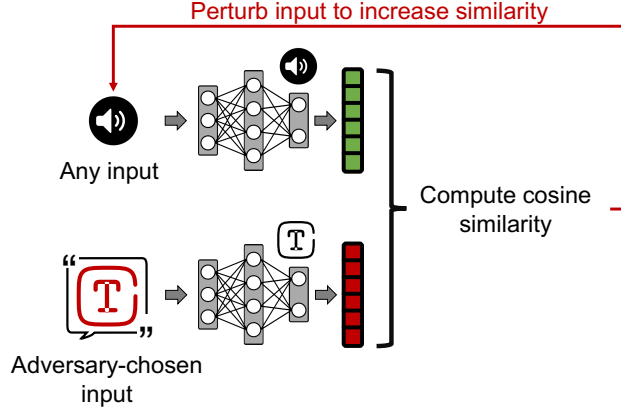 Perturb input to increase similarity
Any input
Compute cosine
similarity
“ T ”
T
Adversary-chosen
input